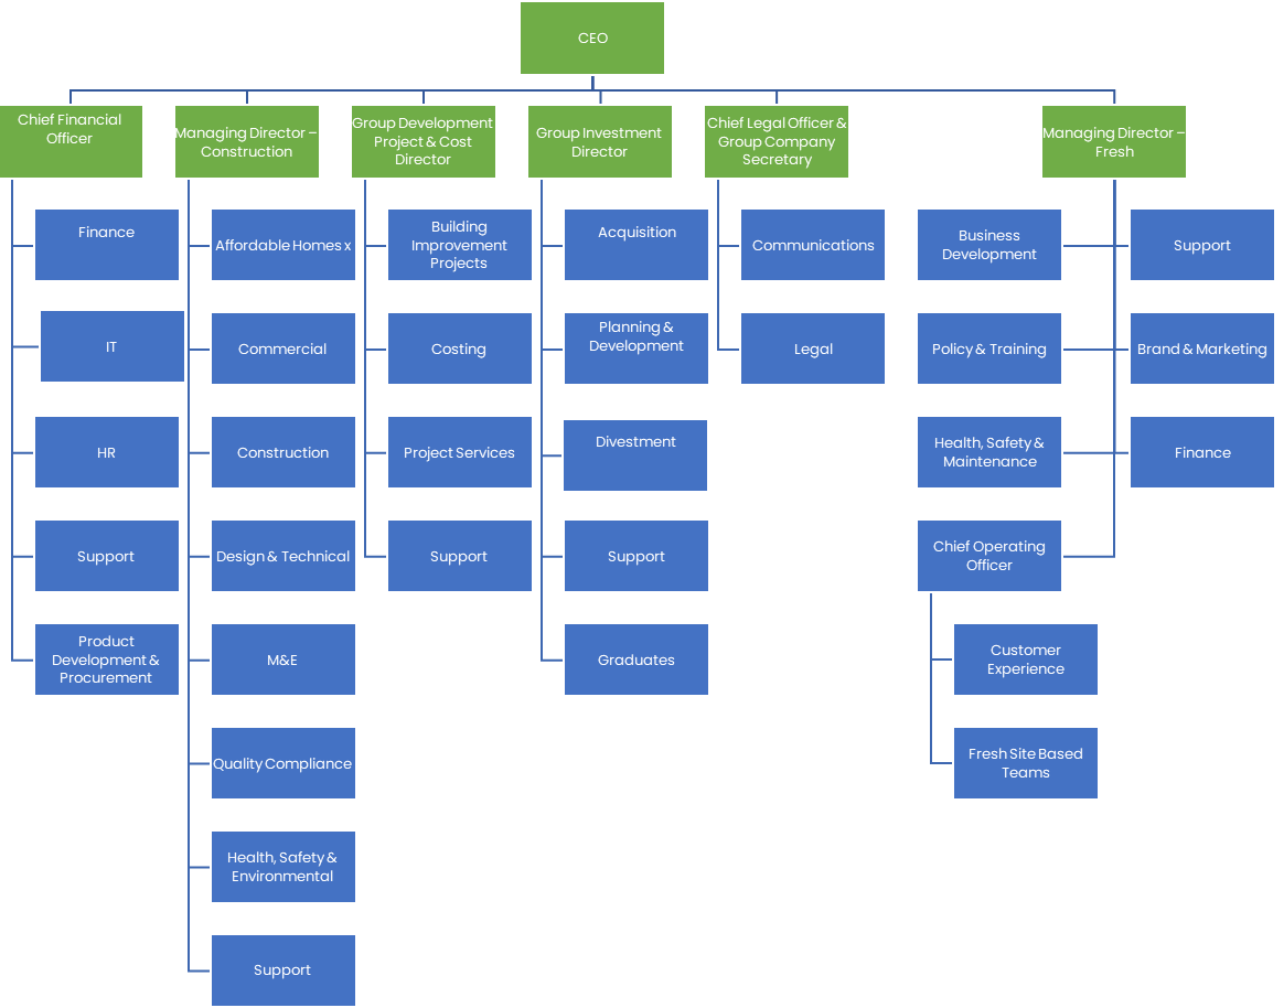 CEO
Chief Financial
Officer
Managing Director –
Construction
Group Development
Project & Cost
Director
Group Investment
Director
Chief Legal Officer &
Group Company
Secretary
Managing Director –
Fresh
Finance
IT
HR
Support
Product
Development &
Procurement
Affordable Homes x
Commercial
Construction
Design & Technical
M&E
Quality Compliance
Health, Safety &
Environmental
Support
Building
Improvement
Projects
Costing
Project Services
Support
Acquisition
Planning &
Development
Divestment
Support
Graduates
Communications
Legal
Business
Development
Policy & Training
Health, Safety &
Maintenance
Chief Operating
Officer
Customer
Experience
Fresh Site Based
Teams
Support
Brand & Marketing
Finance